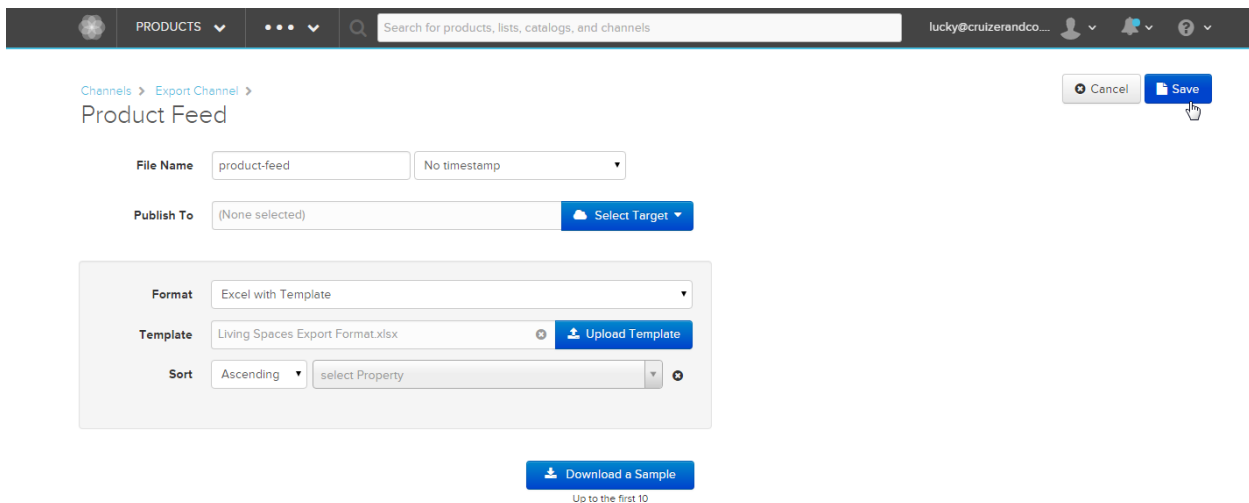 PRODUCTS
Search for products, lists, catalogs, and channels
lucky@cruizerandco....
Channels > Export Channel >
Product Feed
Cancel
Save
File Name
product-feed
No timestamp
Publish To
(None selected)
Select Target
Format
Excel with Template
Template
Living Spaces Export Format.xlsx
Upload Template
Sort
Ascending
select Property
Download a Sample
Up to the first 10